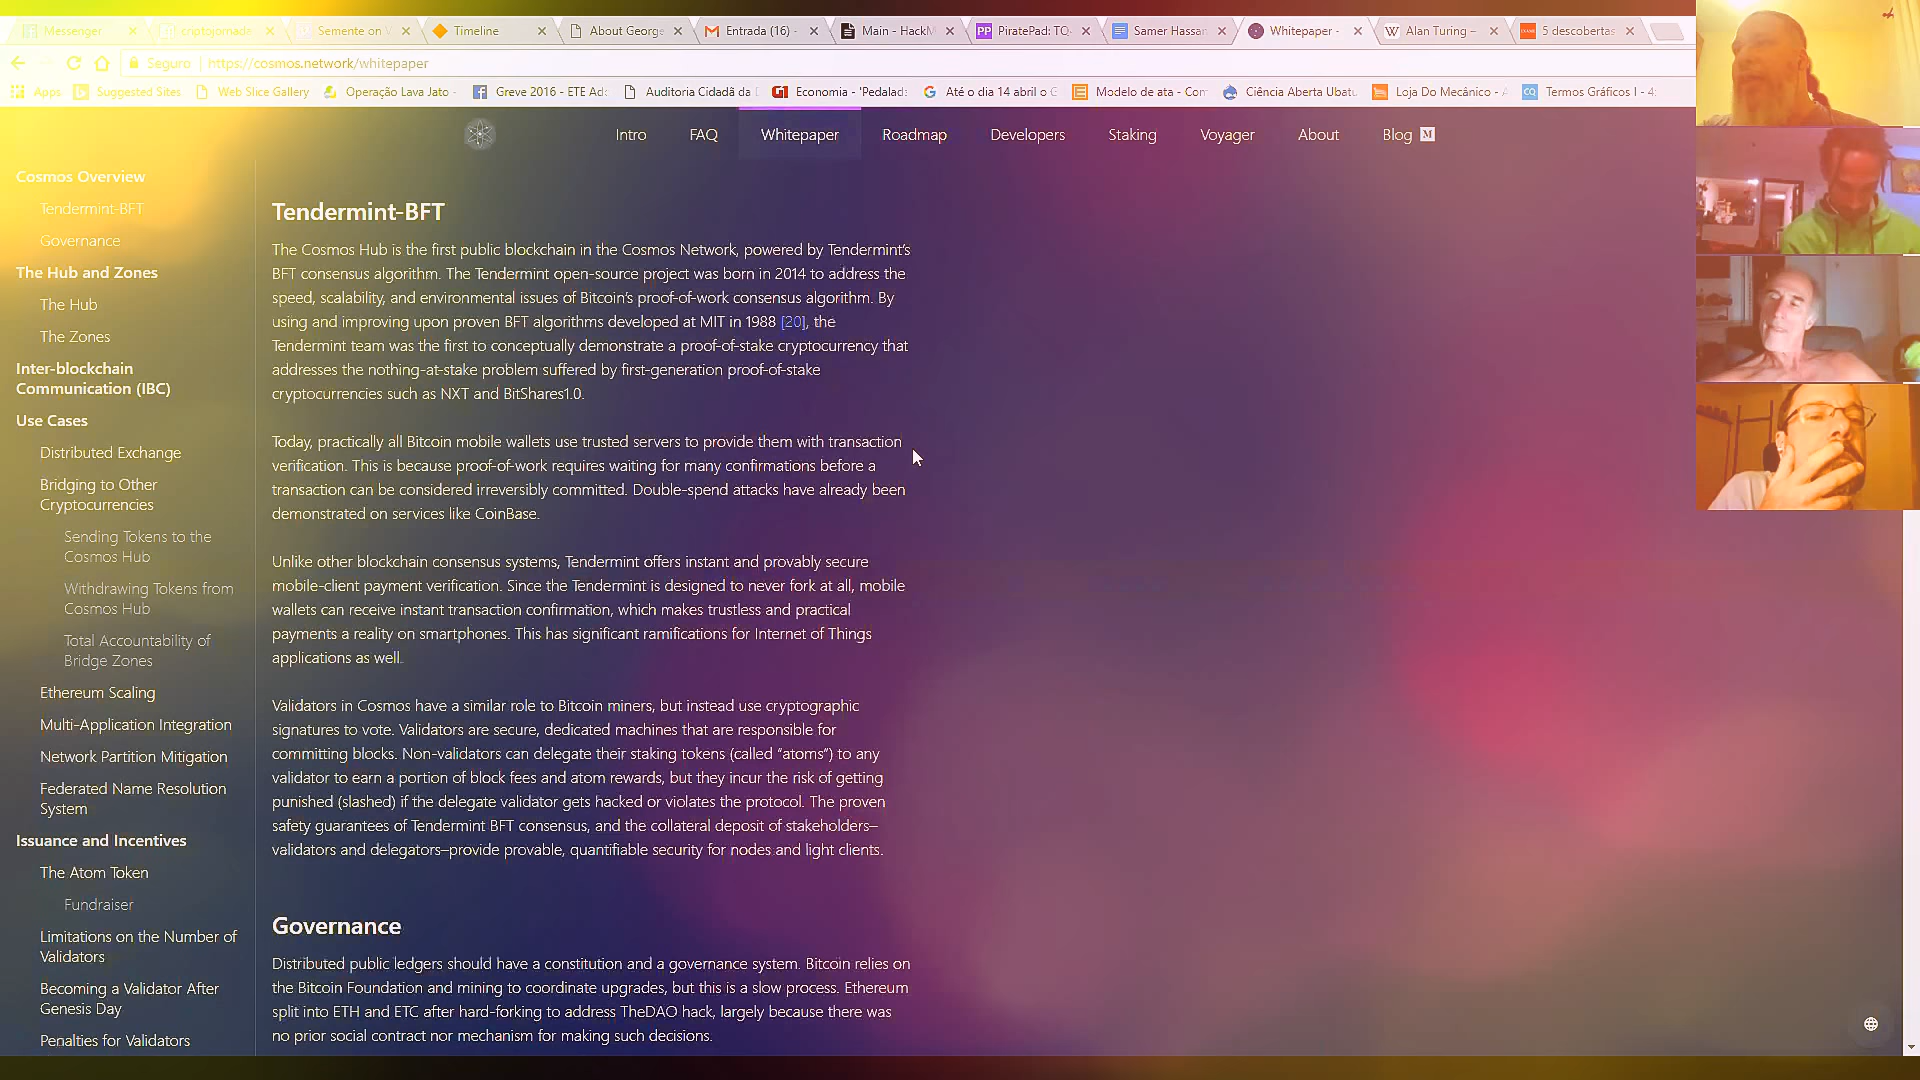 Messenger
criptojornada
Semente on V
Timeline
About George
Entrada (16) -
Main - HackM
PiratePad: TQ-
Samer Hassan
Whitepaper -
Alan Turing –
5 descobertas
Seguro | https://cosmos.network/whitepaper
Apps
Suggested Sites
Web Slice Gallery
Operação Lava Jato -
Greve 2016 - ETE Ad
Auditoria Cidadã da
Economia - 'Pedalad
Até o dia 14 abril o G
Modelo de ata - Com
Ciência Aberta Ubatu
Loja Do Mecânico - A
Termos Gráficos I - 4
Intro
FAQ
Whitepaper
Roadmap
Developers
Staking
Voyager
About
Blog M
Cosmos Overview
Tendermint-BFT
Governance
The Hub and Zones
The Hub
The Zones
Inter-blockchain
Communication (IBC)
Use Cases
Distributed Exchange
Bridging to Other
Cryptocurrencies
Sending Tokens to the
Cosmos Hub
Withdrawing Tokens from
Cosmos Hub
Total Accountability of
Bridge Zones
Ethereum Scaling
Multi-Application Integration
Network Partition Mitigation
Federated Name Resolution
System
Issuance and Incentives
The Atom Token
Fundraiser
Limitations on the Number of
Validators
Becoming a Validator After
Genesis Day
Penalties for Validators
Tendermint-BFT
The Cosmos Hub is the first public blockchain in the Cosmos Network, powered by Tendermint's
BFT consensus algorithm. The Tendermint open-source project was born in 2014 to address the
speed, scalability, and environmental issues of Bitcoin's proof-of-work consensus algorithm. By
using and improving upon proven BFT algorithms developed at MIT in 1988 [20], the
Tendermint team was the first to conceptually demonstrate a proof-of-stake cryptocurrency that
addresses the nothing-at-stake problem suffered by first-generation proof-of-stake
cryptocurrencies such as NXT and BitShares1.0.
Today, practically all Bitcoin mobile wallets use trusted servers to provide them with transaction
verification. This is because proof-of-work requires waiting for many confirmations before a
transaction can be considered irreversibly committed. Double-spend attacks have already been
demonstrated on services like CoinBase.
Unlike other blockchain consensus systems, Tendermint offers instant and provably secure
mobile-client payment verification. Since the Tendermint is designed to never fork at all, mobile
wallets can receive instant transaction confirmation, which makes trustless and practical
payments a reality on smartphones. This has significant ramifications for Internet of Things
applications as well.
Validators in Cosmos have a similar role to Bitcoin miners, but instead use cryptographic
signatures to vote. Validators are secure, dedicated machines that are responsible for
committing blocks. Non-validators can delegate their staking tokens (called “atoms”) to any
validator to earn a portion of block fees and atom rewards, but they incur the risk of getting
punished (slashed) if the delegate validator gets hacked or violates the protocol. The proven
safety guarantees of Tendermint BFT consensus, and the collateral deposit of stakeholders–
validators and delegators–provide provable, quantifiable security for nodes and light clients.
Governance
Distributed public ledgers should have a constitution and a governance system. Bitcoin relies on
the Bitcoin Foundation and mining to coordinate upgrades, but this is a slow process. Ethereum
split into ETH and ETC after hard-forking to address TheDAO hack, largely because there was
no prior social contract nor mechanism for making such decisions.